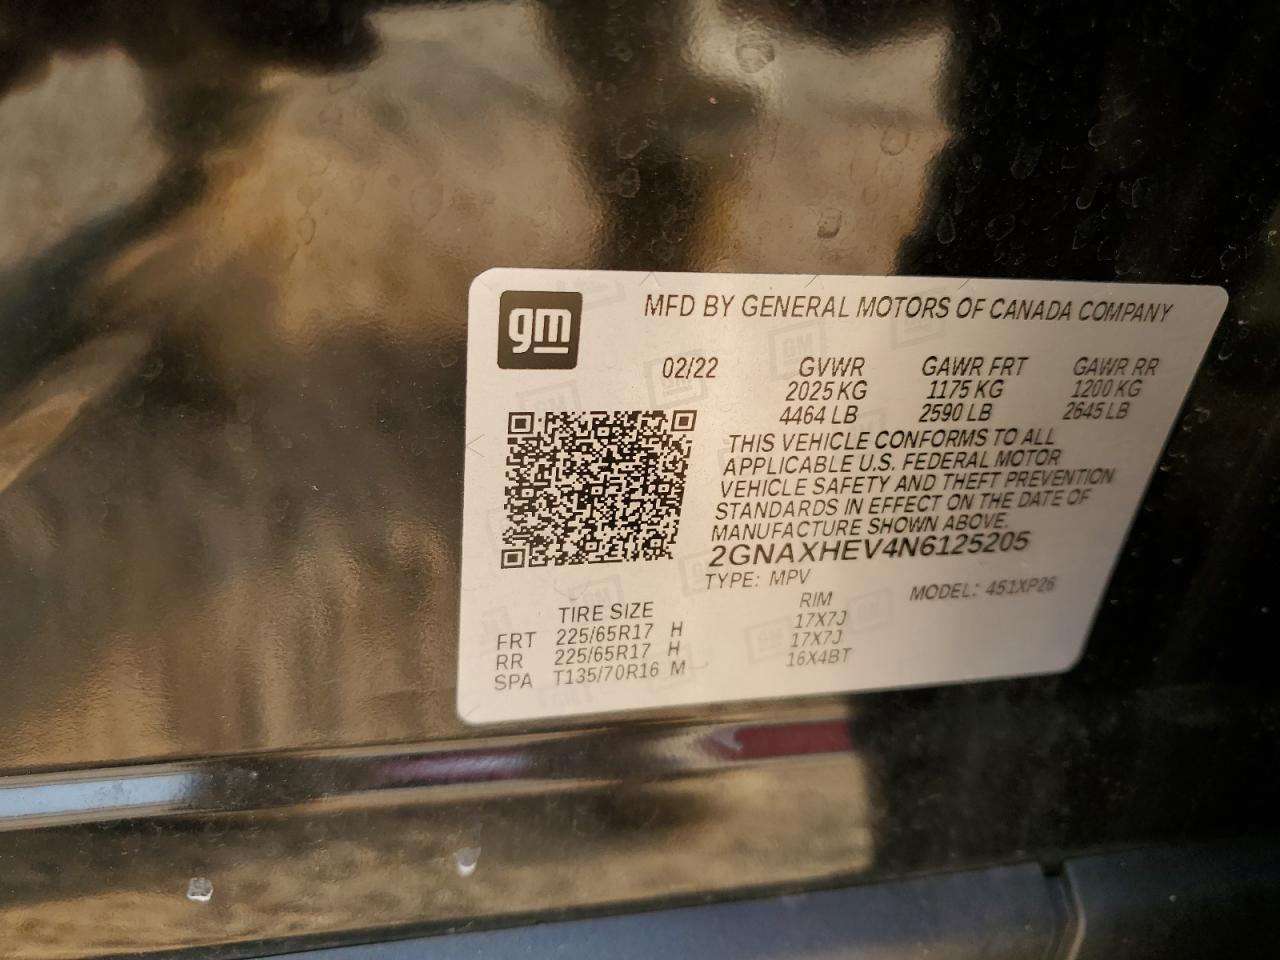 gm
MFD BY GENERAL MOTORS OF CANADA COMPANY
02/22 GVWR GAWR FRT GAWR RR
2025 KG 1175 KG 1200 KG
4464 LB 2590 LB 2645 LB
THIS VEHICLE CONFORMS TO ALL
APPLICABLE U.S. FEDERAL MOTOR
VEHICLE SAFETY AND THEFT PREVENTION
STANDARDS IN EFFECT ON THE DATE OF
MANUFACTURE SHOWN ABOVE.
2GNAXHEV4N6125205
TYPE: MPV MODEL: 451XP26
TIRE SIZE RIM
FRT 225/65R17 H 17X7J
RR 225/65R17 H 17X7J
SPA T135/70R16 M 16X4BT